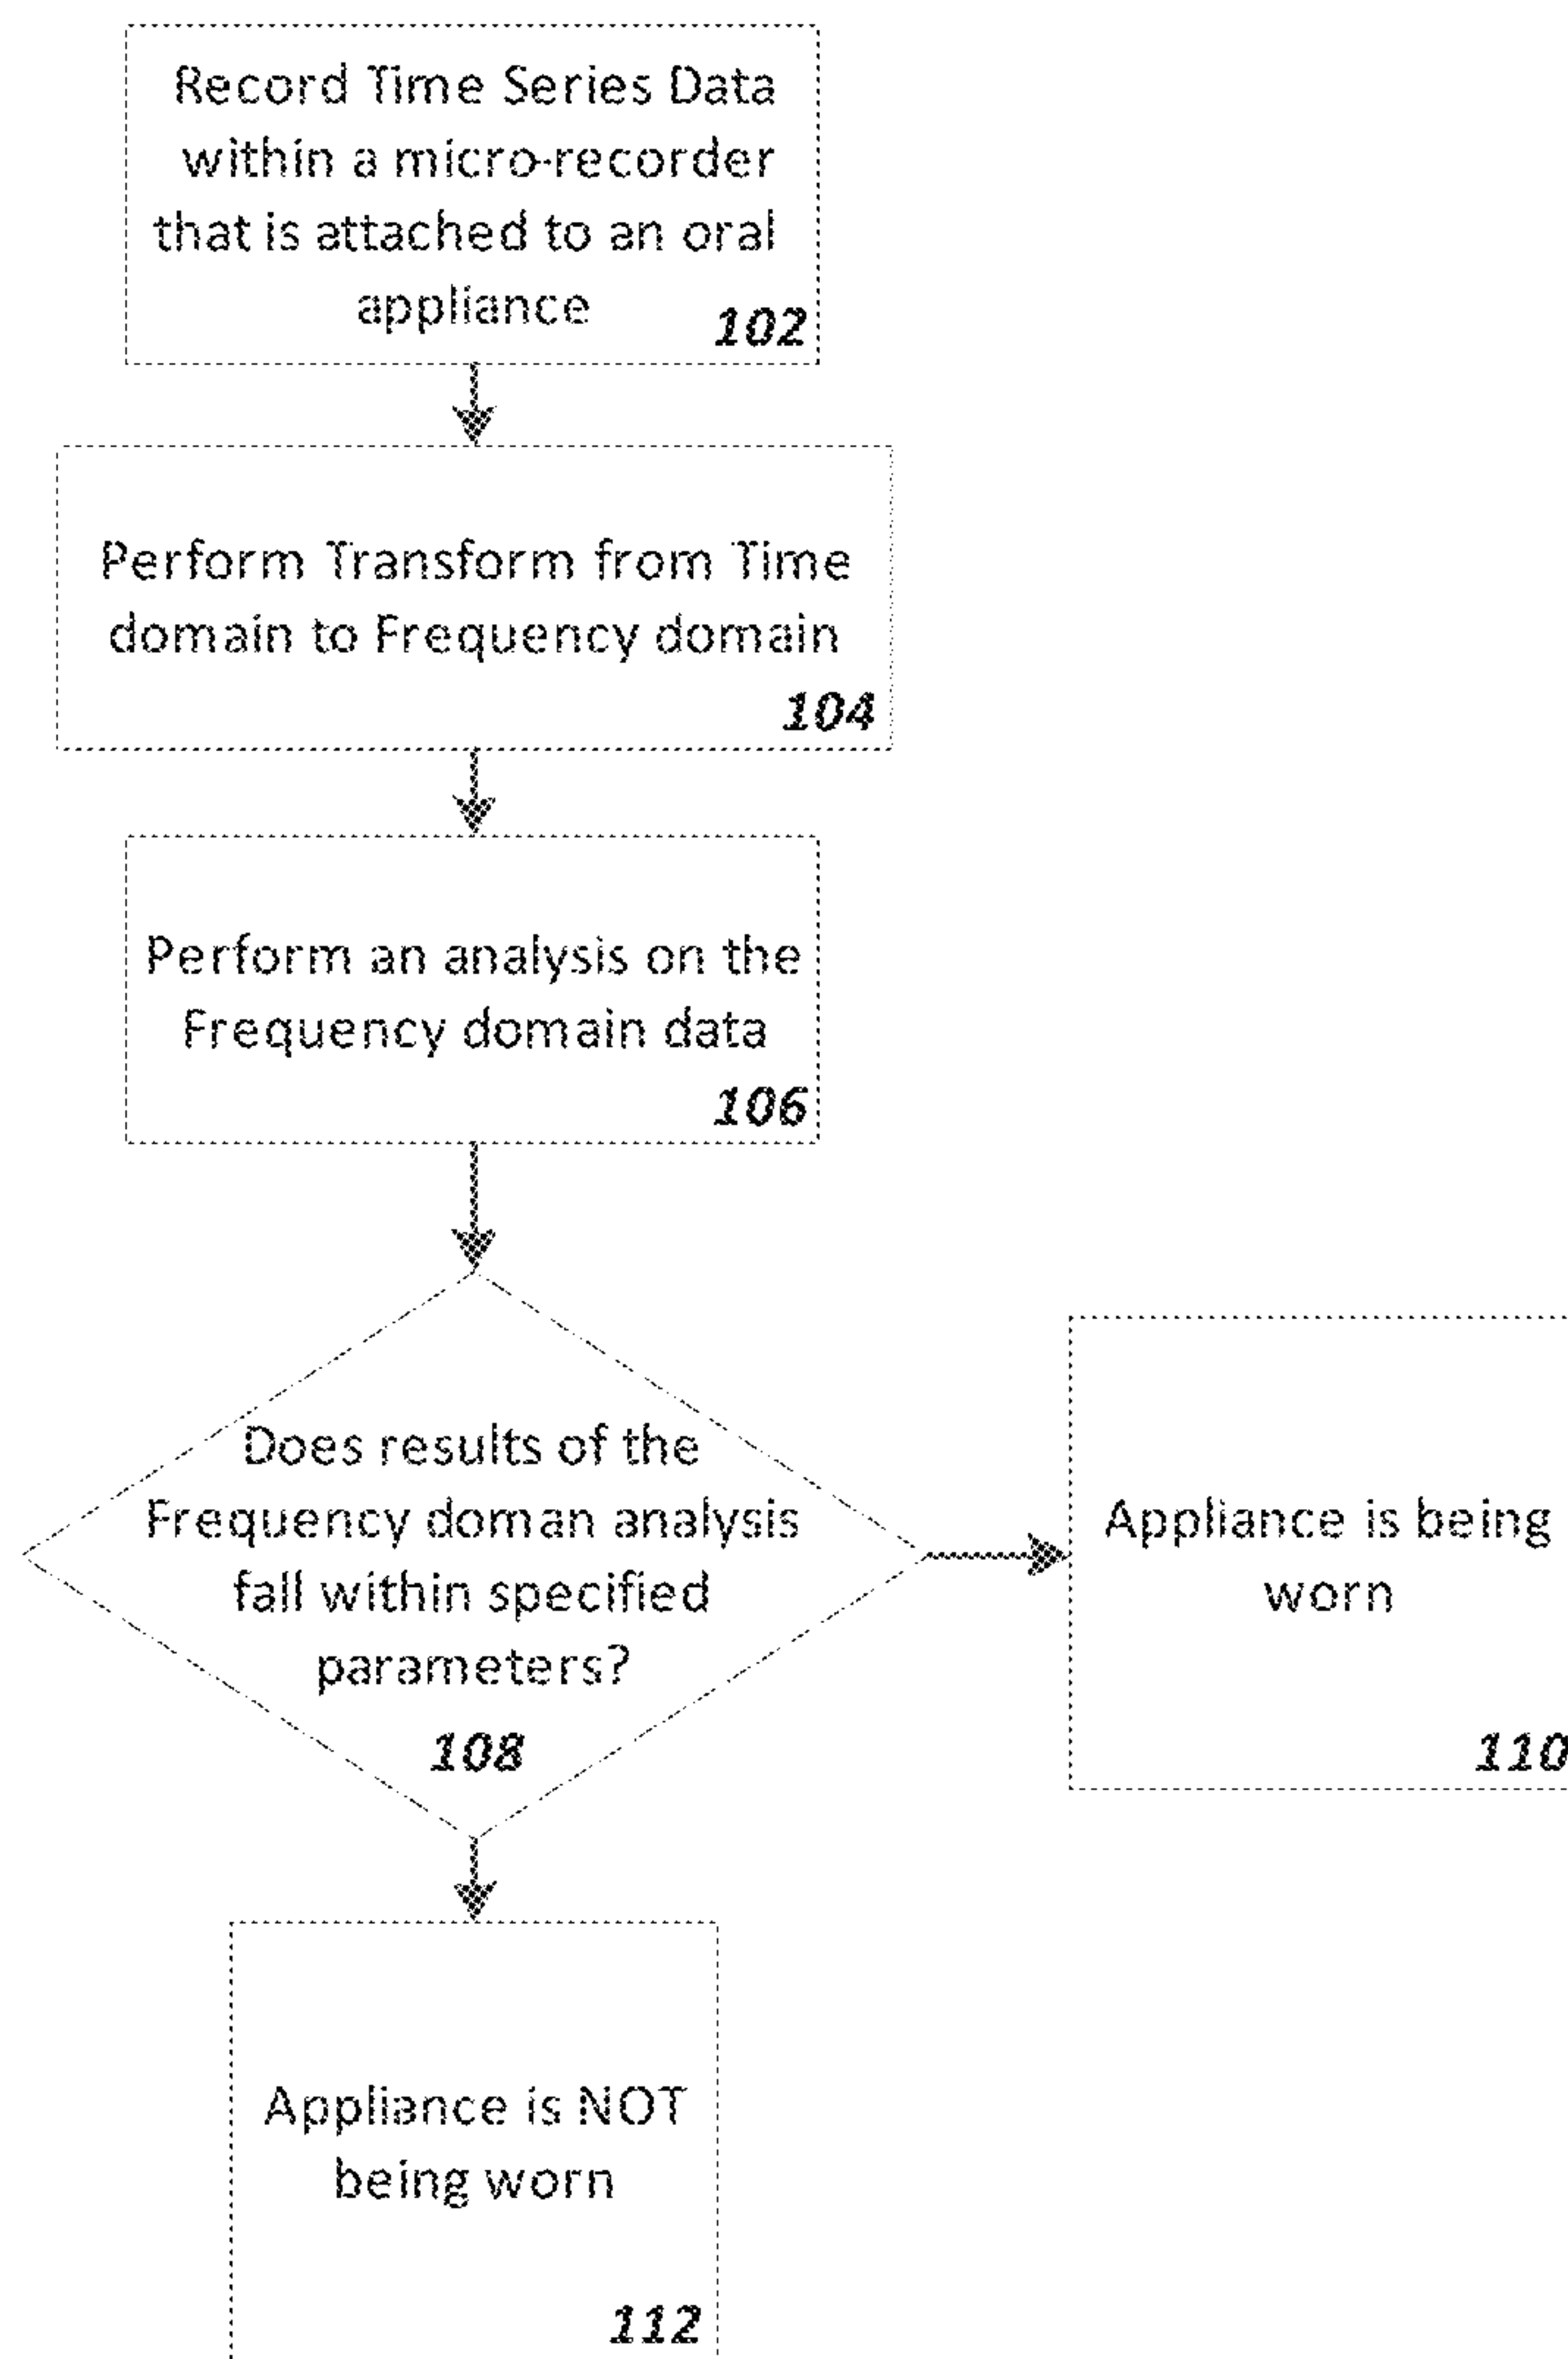 Record Time Series Data
within a micro-recorder
that is attached to an oral
appliance
102
Perform Transform from Time
domain to Frequency domain
104
Perform an analysis on the
Frequency domain data
106
Does results of the
Frequency doman analysis
fall within specified
parameters?
108
Appliance is being
worn
110
Appliance is NOT
being worn
112